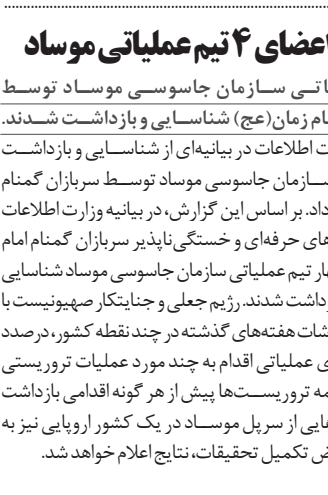 اعضای ۴ تیم عملیاتی موساد
اتی سازمان جاسوسی موساد توسط
ام زمان(عج) شناسایی و بازداشت شدند.
ت اطلاعات در بیانیه‌ای از شناسایی و بازداشت
سازمان جاسوسی موساد توسط سربازان گمنام
داد. بر اساس این گزارش، در بیانیه وزارت اطلاعات
های حرفه‌ای و خستگی‌ناپذیر سربازان گمنام امام
هار تیم عملیاتی سازمان جاسوسی موساد شناسایی
داشت شدند. رژیم جعلی و جنایتکار صهیونیست با
شات هفته‌های گذشته در چند نقطه کشور، درصدد
ی عملیاتی اقدام به چند مورد عملیات تروریستی
مه تروریست‌ها پیش از هر گونه اقدامی بازداشت
هایی از سرپل موساد در یک کشور اروپایی نیز به
ض تکمیل تحقیقات، نتایج اعلام خواهد شد.